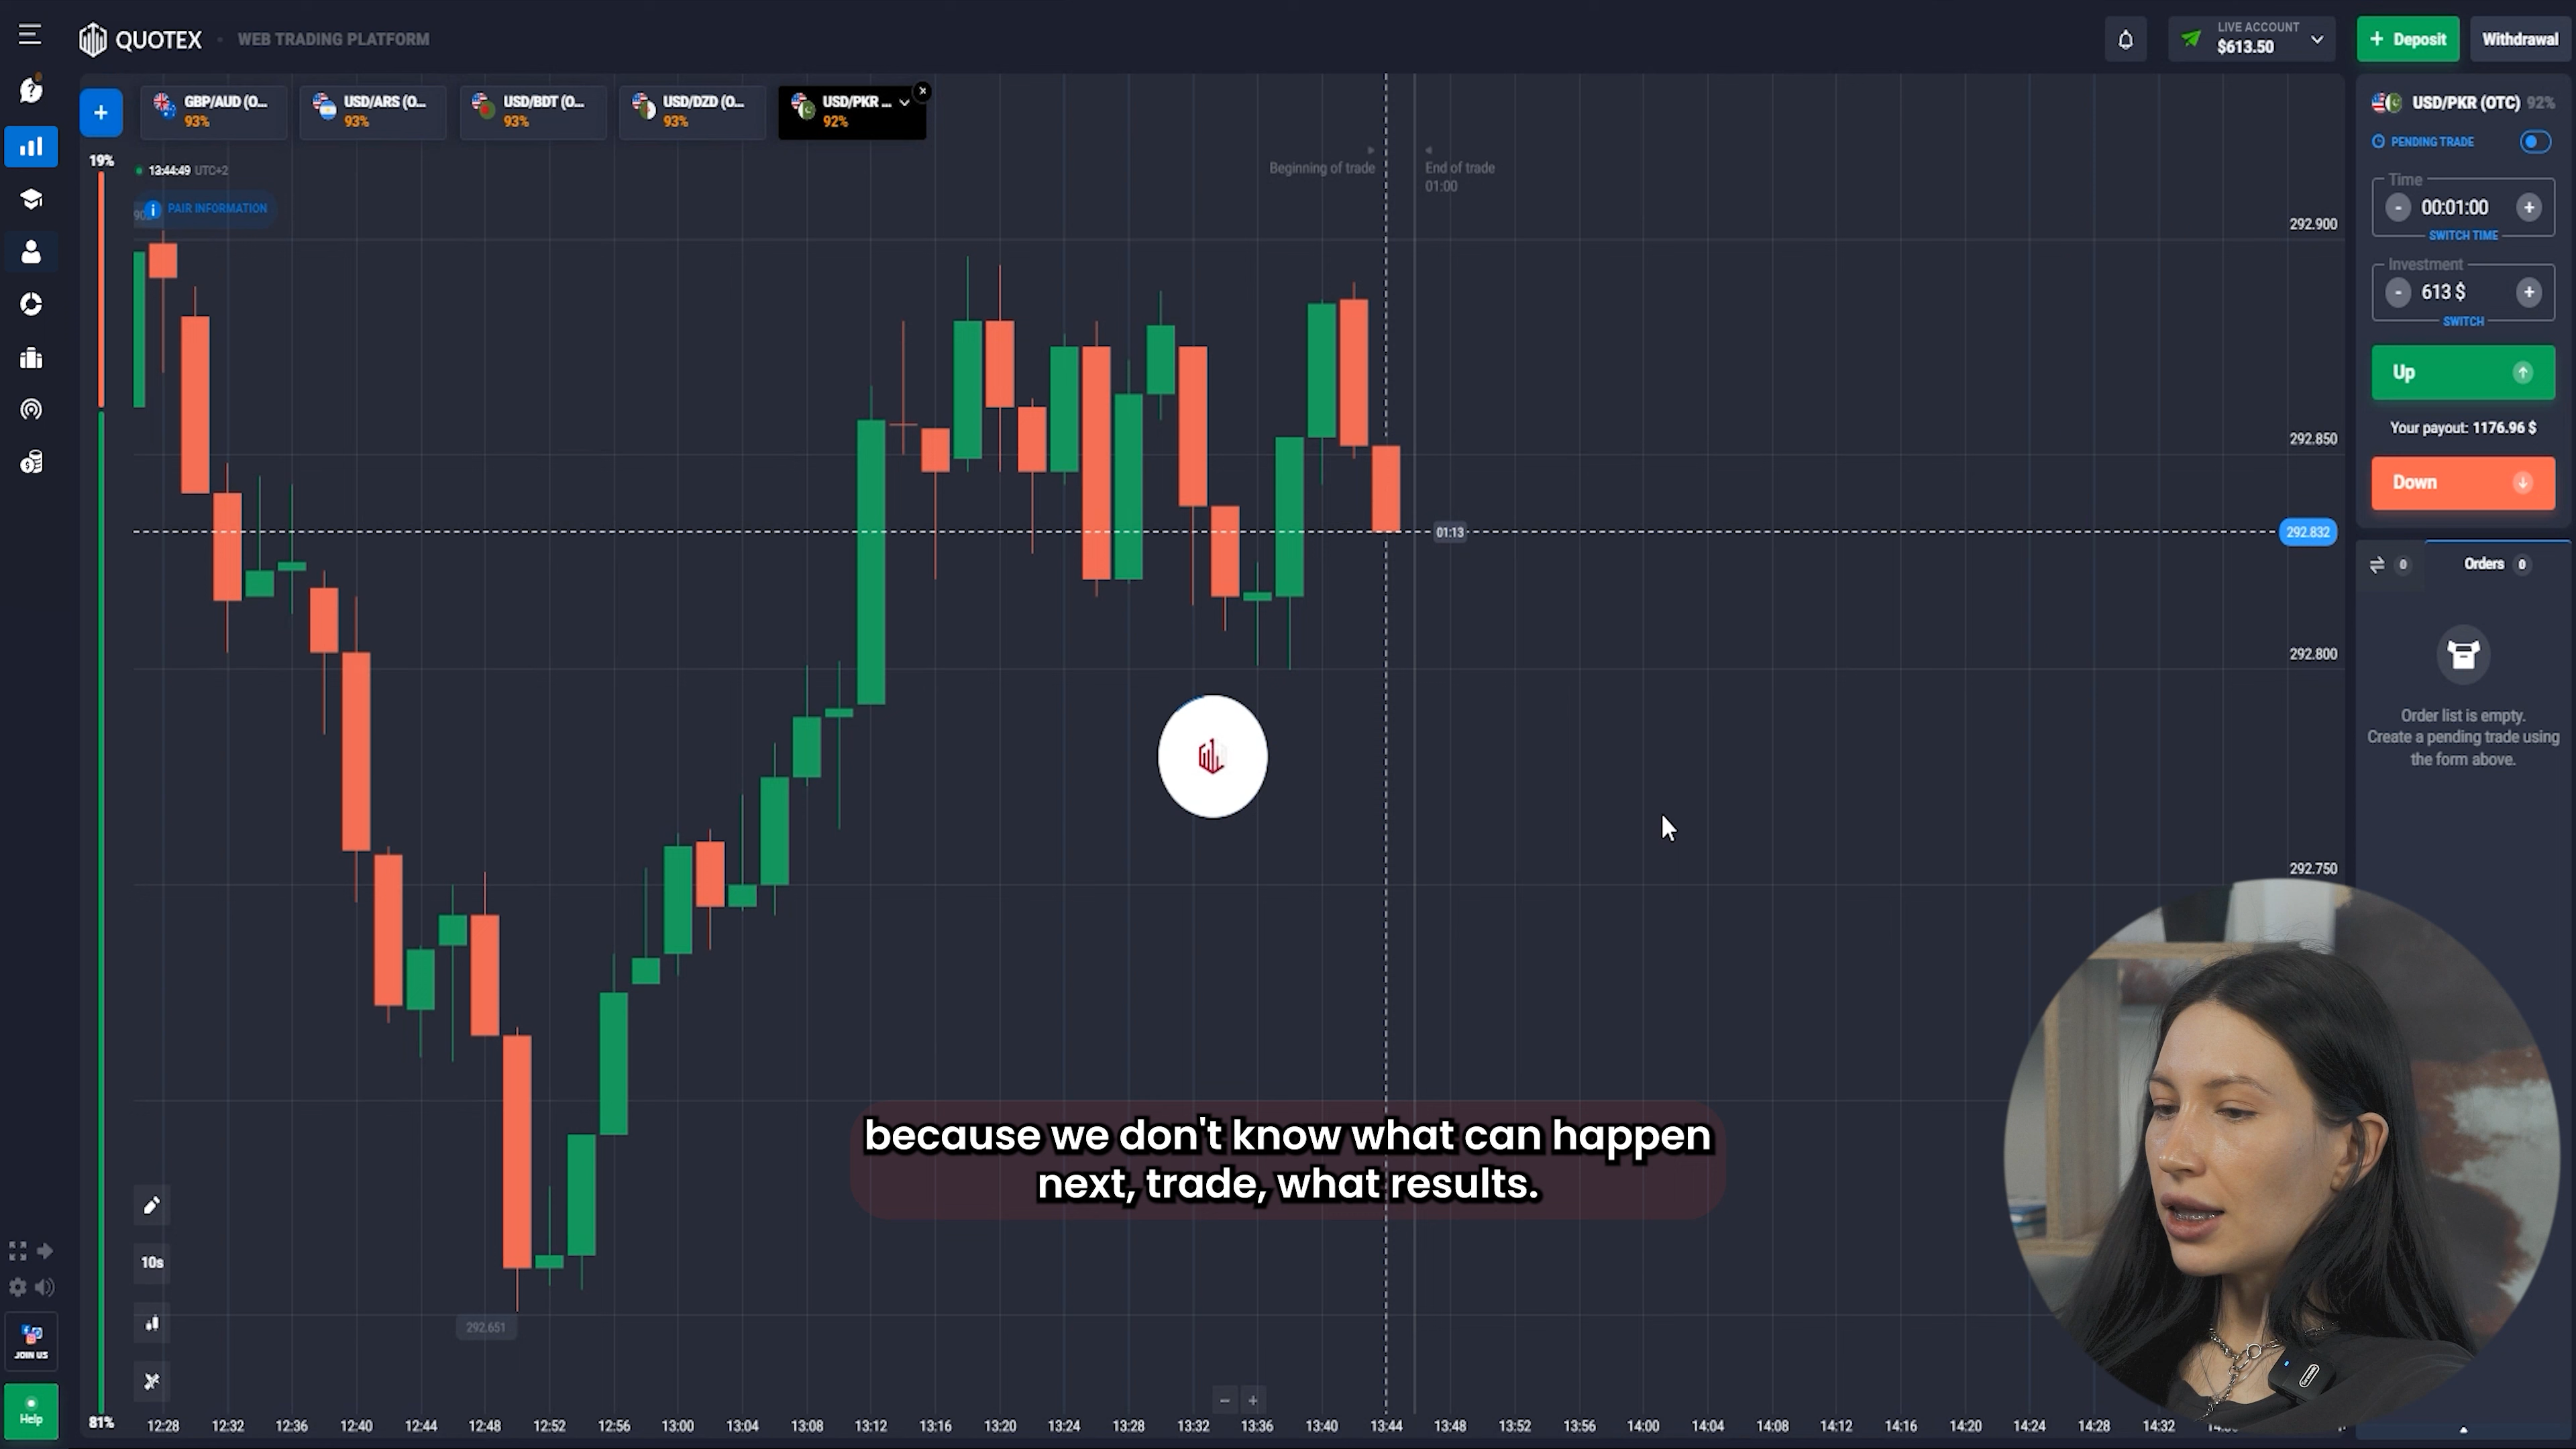 QUOTEX
WEB TRADING PLATFORM
LIVE ACCOUNT
$613.50
+ Deposit
Withdrawal
GBP/AUD (O...
93%
USD/ARS (O...
93%
USD/BDT (O...
93%
USD/DZD (O...
93%
USD/PKR ...
92%
USD/PKR (OTC) 92%
PENDING TRADE
Time
- 00:01:00 +
SWITCH TIME
Investment
- 613 $ +
SWITCH
Up
Your payout: 1176.96 $
Down
0
Orders 0
Order list is empty.
Create a pending trade using
the form above.
19%
13:44:49 UTC+2
PAIR INFORMATION
Beginning of trade
End of trade
01:00
292.900
292.850
01:13
292.832
292.800
292.750
because we don't know what can happen
next, trade, what results.
10s
292.651
JOIN US
Help
81%
12:28 12:32 12:36 12:40 12:44 12:48 12:52 12:56 13:00 13:04 13:08 13:12 13:16 13:20 13:24 13:28 13:32 13:36 13:40 13:44 13:48 13:52 13:56 14:00 14:04 14:08 14:12 14:16 14:20 14:24 14:28 14:32